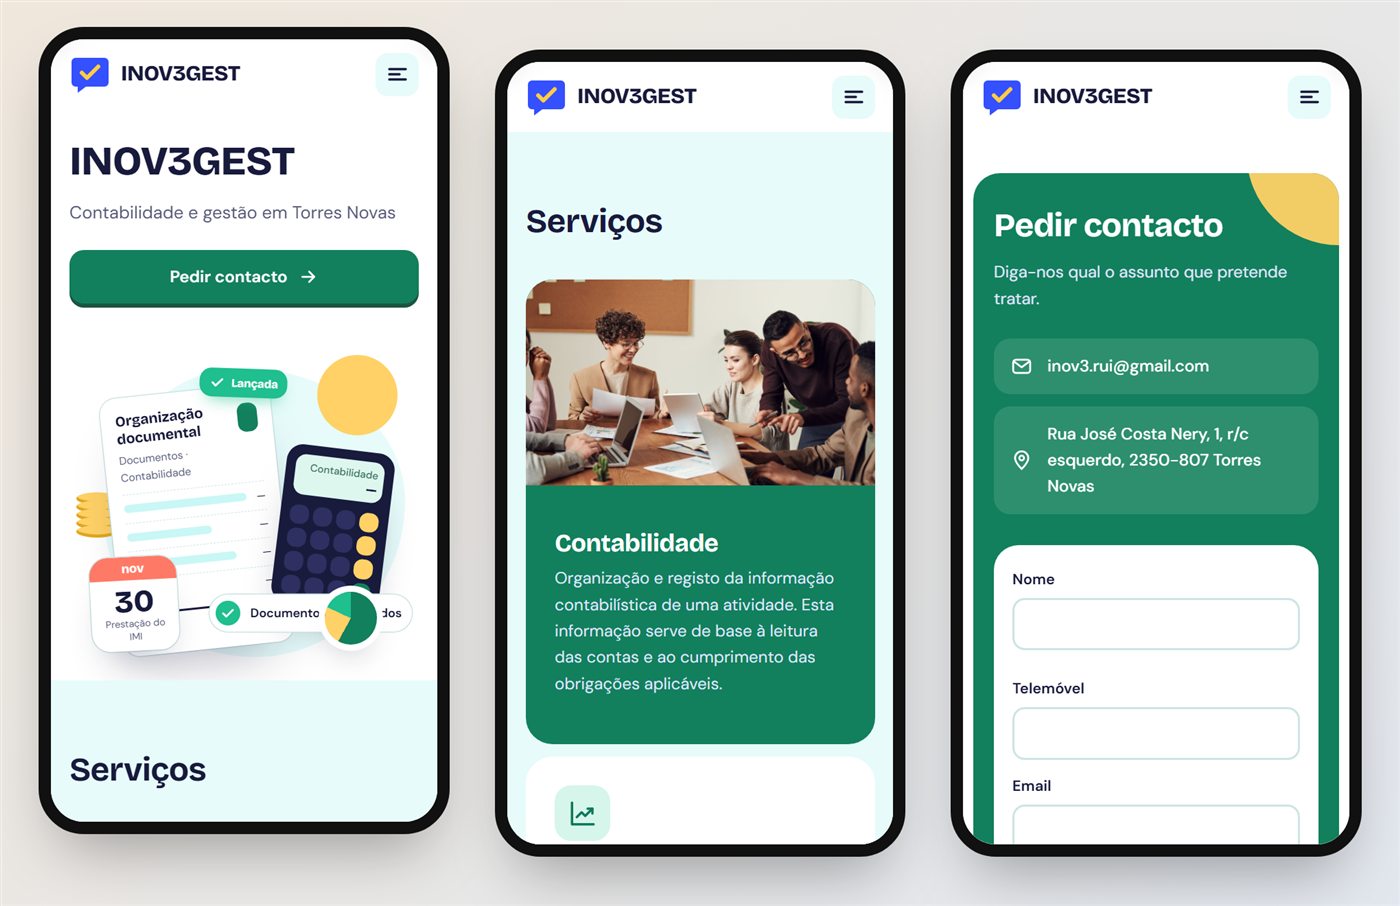 INOV3GEST
INOV3GEST
Contabilidade e gestão em Torres Novas
Pedir contacto
Lançada
Organização
documental
Documentos ·
Contabilidade
Contabilidade
nov
30
Prestação do
IMI
Documento
dos
Serviços
INOV3GEST
Serviços
Contabilidade
Organização e registo da informação
contabilística de uma atividade. Esta
informação serve de base à leitura
das contas e ao cumprimento das
obrigações aplicáveis.
INOV3GEST
Pedir contacto
Diga-nos qual o assunto que pretende
tratar.
inov3.rui@gmail.com
Rua José Costa Nery, 1, r/c
esquerdo, 2350-807 Torres
Novas
Nome
Telemóvel
Email